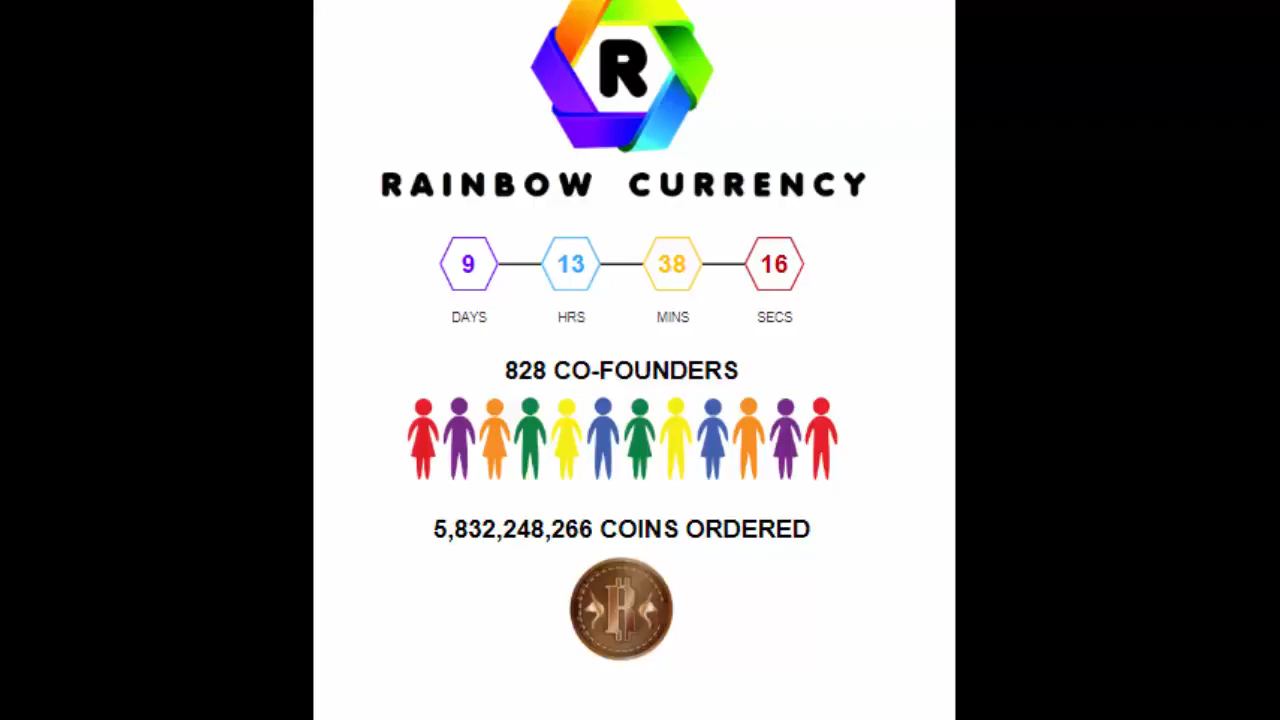 R
RAINBOW CURRENCY
9 13 38 16
DAYS HRS MINS SECS
828 CO-FOUNDERS
5,832,248,266 COINS ORDERED